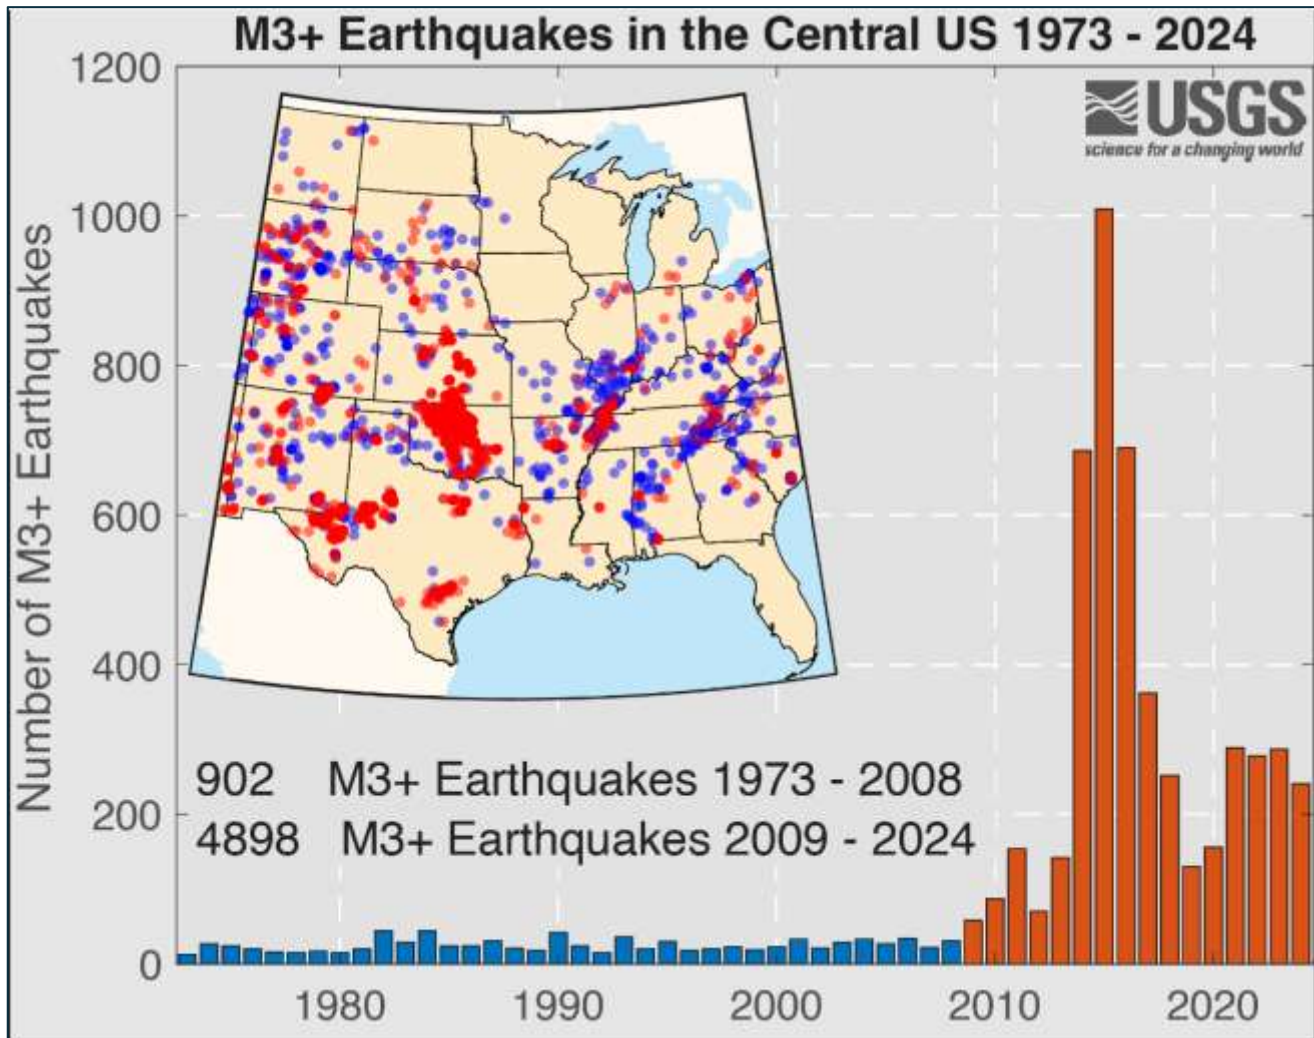 M3+ Earthquakes in the Central US 1973 - 2024
USGS
science for a changing world
Number of M3+ Earthquakes
1200
1000
800
600
400
200
0
902 M3+ Earthquakes 1973 - 2008
4898 M3+ Earthquakes 2009 - 2024
1980 1990 2000 2010 2020